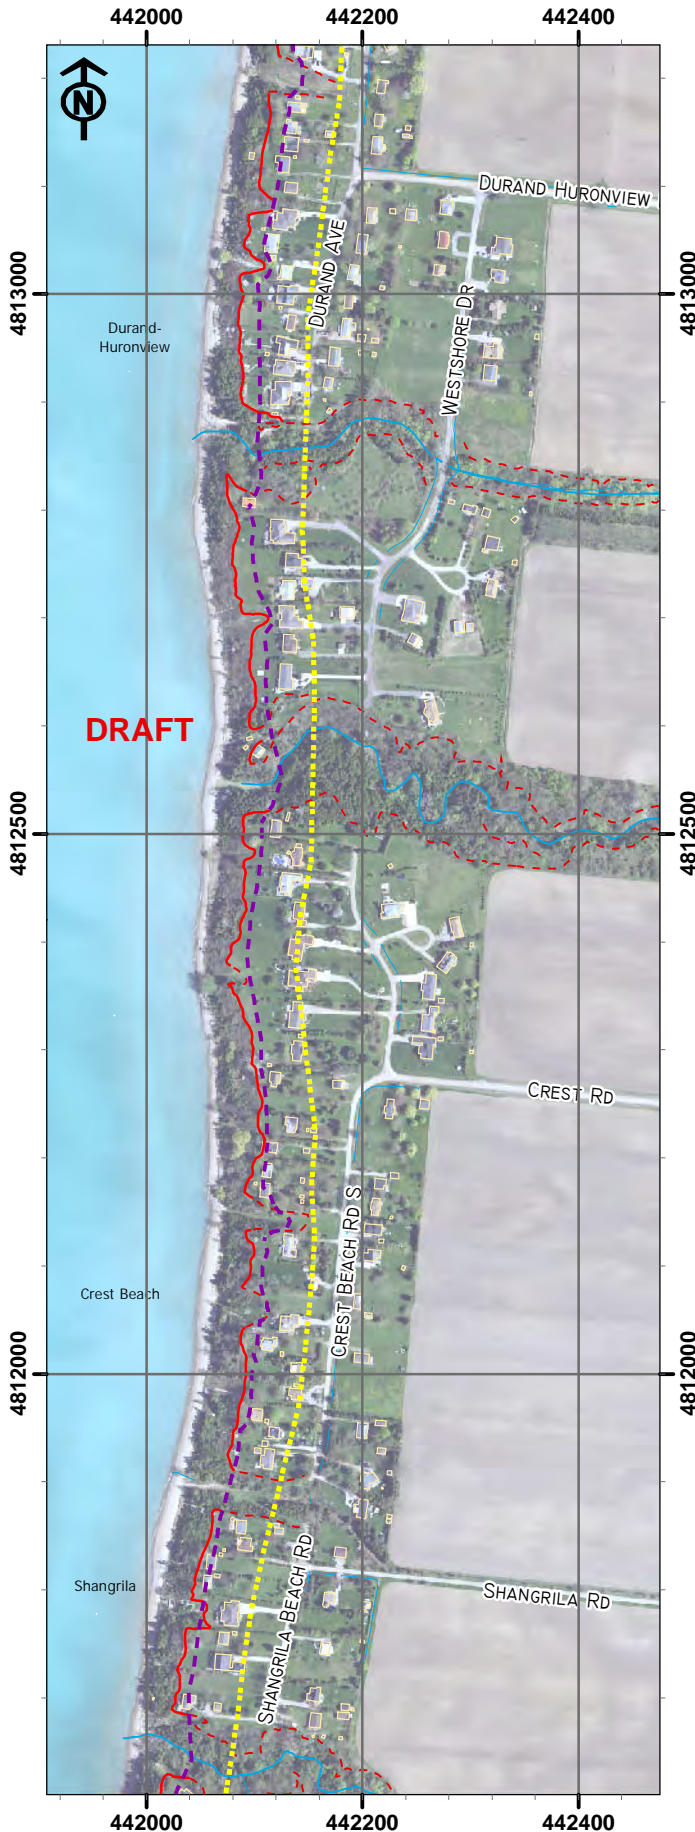 442000 442200 442400
N
DURAND HURONVIEW
DURAND AVE
4813000 4813000
WESTSHORE DR
Durand-
Huronview
DRAFT
4812500 4812500
CREST RD
CREST BEACH RD S
Crest Beach
4812000 4812000
Shangrila
SHANGRILA BEACH RD
SHANGRILA RD
442000 442200 442400